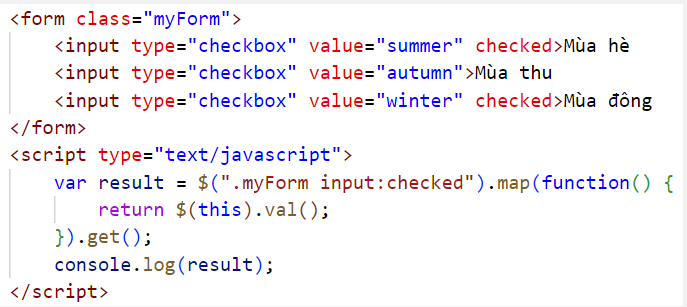 <form class="myForm">
    <input type="checkbox" value="summer" checked>Mùa hè
    <input type="checkbox" value="autumn">Mùa thu
    <input type="checkbox" value="winter" checked>Mùa đông
</form>
<script type="text/javascript">
    var result = $(".myForm input:checked").map(function() {
        return $(this).val();
    }).get();
    console.log(result);
</script>